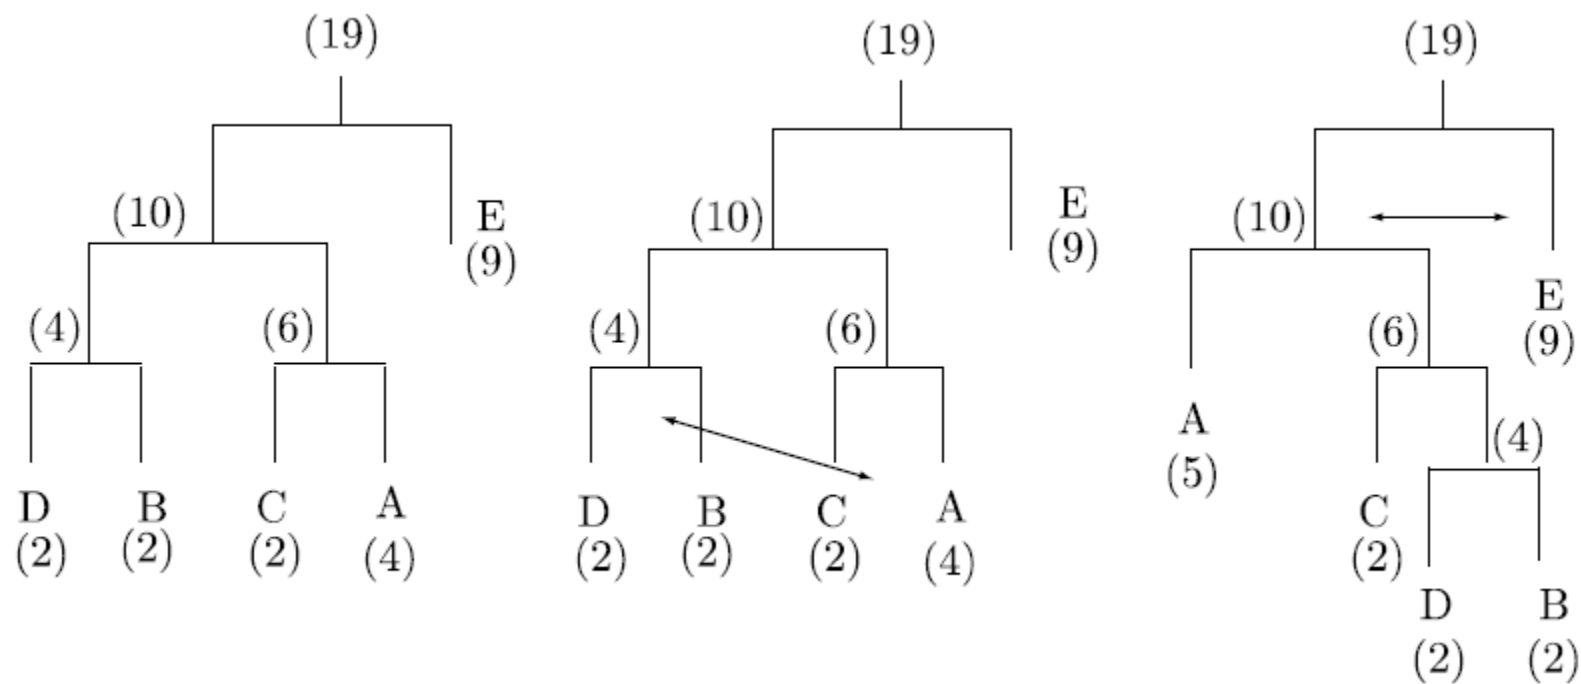 (19) (19) (19)
(10) E (10) E (10)
(9) (9) E
(4) (6) (4) (6) (6) (9)
A (4)
(5)
D B C A D B C A C
(2) (2) (2) (4) (2) (2) (2) (4) (2)
D B
(2) (2)